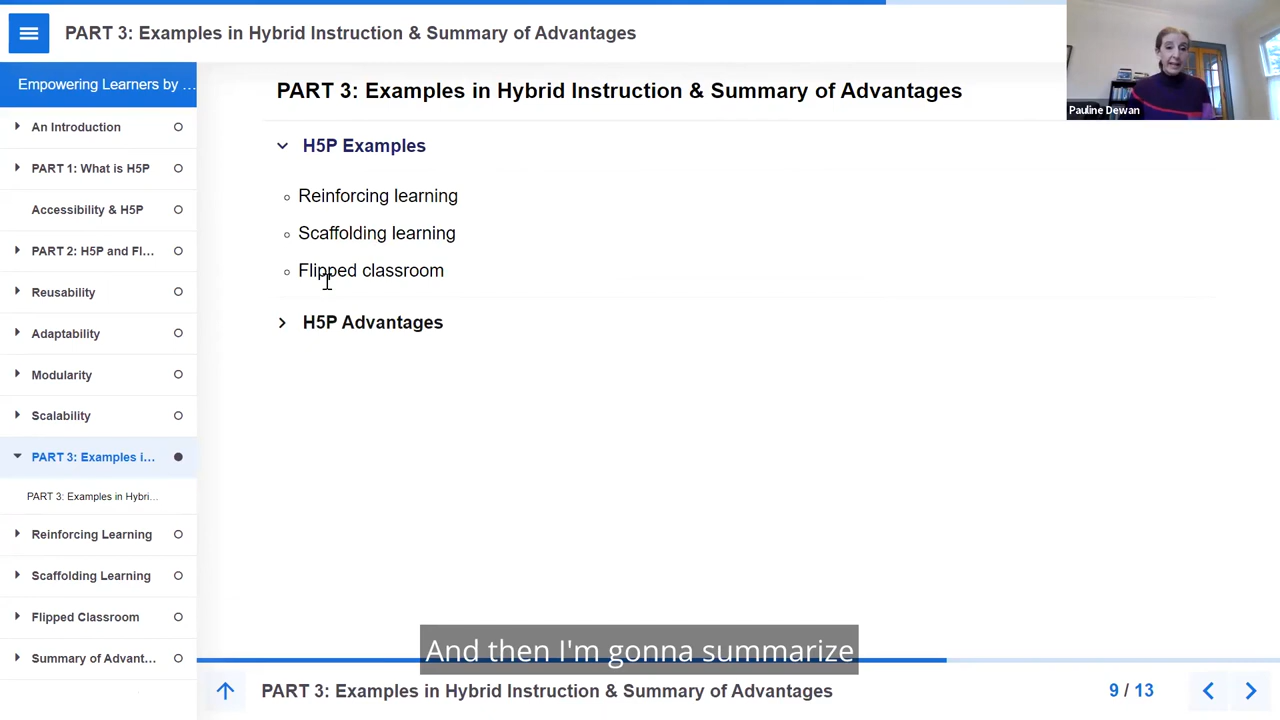 PART 3: Examples in Hybrid Instruction & Summary of Advantages
Pauline Dewan
Empowering Learners by ...
An Introduction
PART 1: What is H5P
Accessibility & H5P
PART 2: H5P and Fl...
Reusability
Adaptability
Modularity
Scalability
PART 3: Examples i...
PART 3: Examples in Hybri...
Reinforcing Learning
Scaffolding Learning
Flipped Classroom
Summary of Advant...
PART 3: Examples in Hybrid Instruction & Summary of Advantages
H5P Examples
Reinforcing learning
Scaffolding learning
Flipped classroom
H5P Advantages
And then I'm gonna summarize
PART 3: Examples in Hybrid Instruction & Summary of Advantages
9 / 13